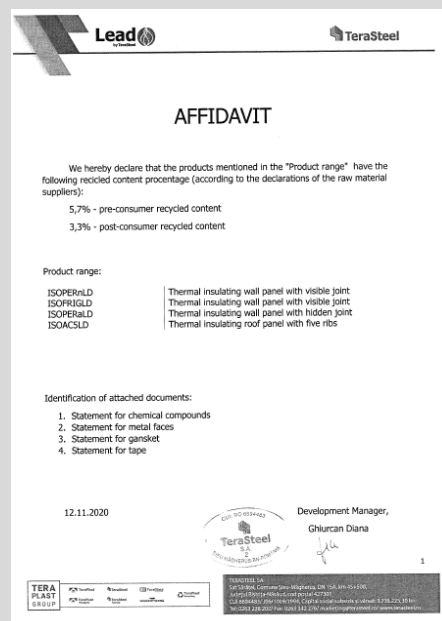 Lead
by TeraSteel
TeraSteel
AFFIDAVIT
We hereby declare that the products mentioned in the "Product range" have the
following recicled content procentage (according to the declarations of the raw material
suppliers):
5,7% - pre-consumer recycled content
3,3% - post-consumer recycled content
Product range:
ISOPERnLD Thermal insulating wall panel with visible joint
ISOFRIGLD Thermal insulating wall panel with visible joint
ISOPERaLD Thermal insulating wall panel with hidden joint
ISOAC5LD Thermal insulating roof panel with five ribs
Identification of attached documents:
1. Statement for chemical compounds
2. Statement for metal faces
3. Statement for gansket
4. Statement for tape
12.11.2020
Development Manager,
Ghiurcan Diana
TeraSteel
S.A.
2
1
TERA
PLAST
GROUP
TERASTEEL SA